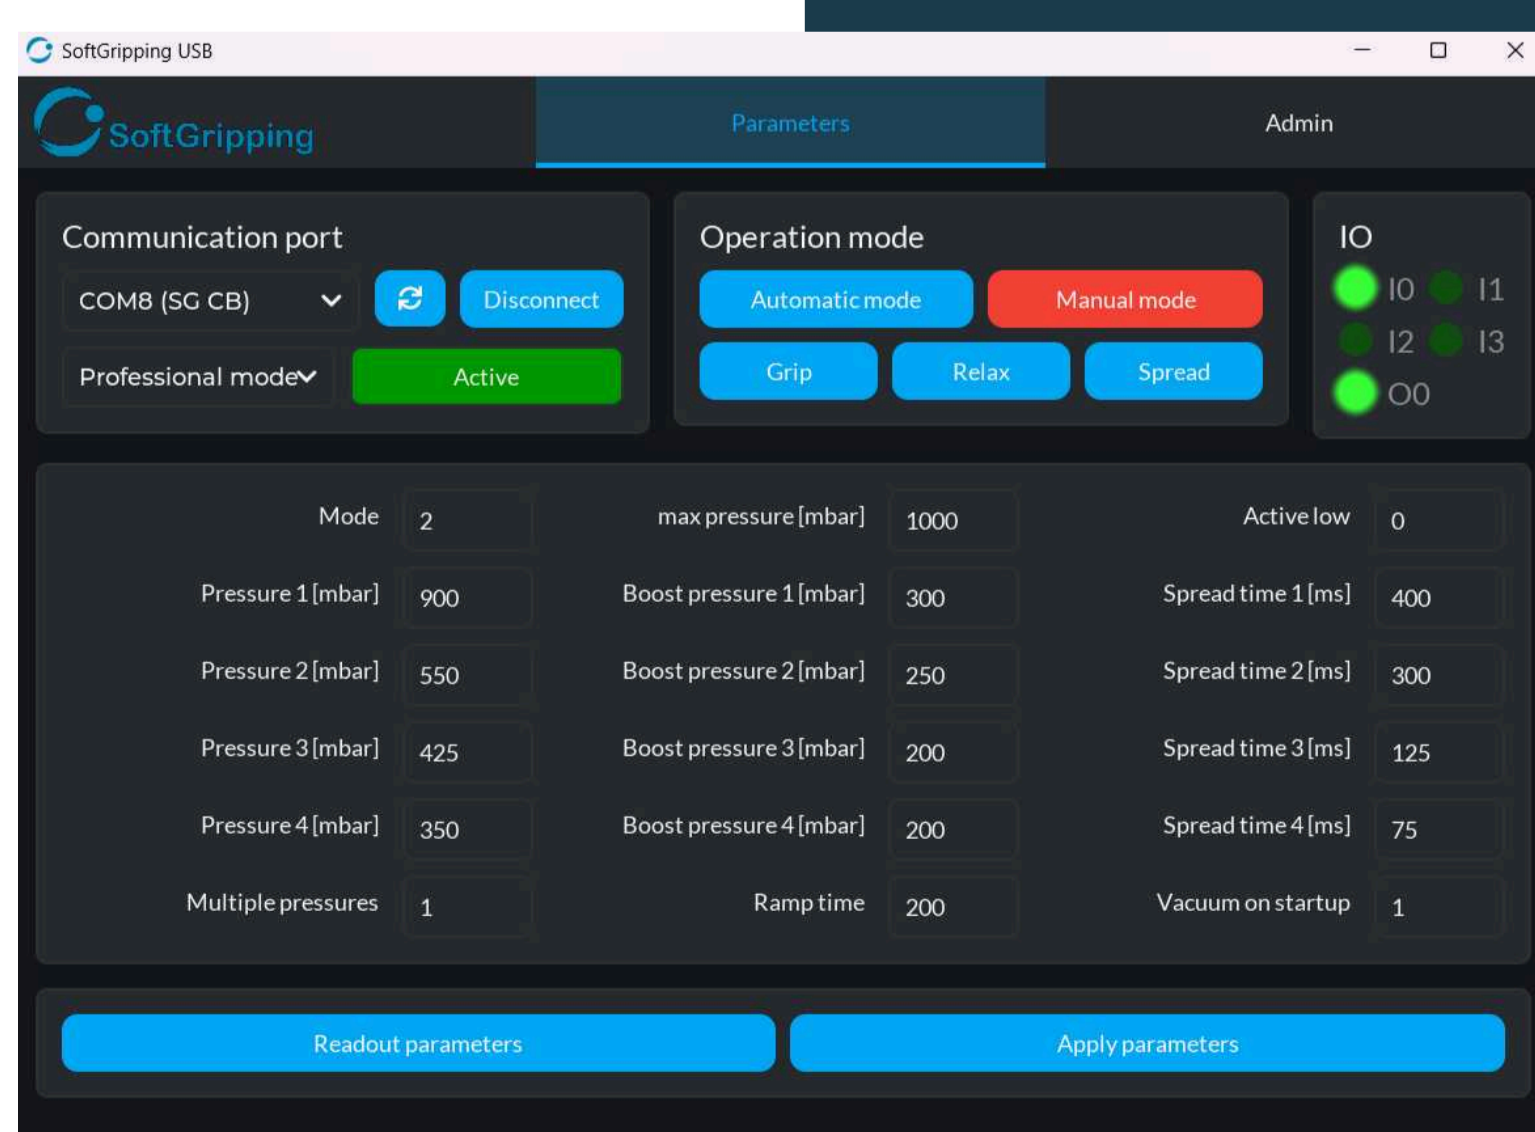 SoftGripping USB
SoftGripping
Parameters
Admin
Communication port
COM8 (SG CB)
Disconnect
Professional mode
Active
Operation mode
Automatic mode
Manual mode
Grip
Relax
Spread
IO
I0 I1
I2 I3
O0
Mode 2
max pressure [mbar] 1000
Active low 0
Pressure 1 [mbar] 900
Boost pressure 1 [mbar] 300
Spread time 1 [ms] 400
Pressure 2 [mbar] 550
Boost pressure 2 [mbar] 250
Spread time 2 [ms] 300
Pressure 3 [mbar] 425
Boost pressure 3 [mbar] 200
Spread time 3 [ms] 125
Pressure 4 [mbar] 350
Boost pressure 4 [mbar] 200
Spread time 4 [ms] 75
Multiple pressures 1
Ramp time 200
Vacuum on startup 1
Readout parameters
Apply parameters